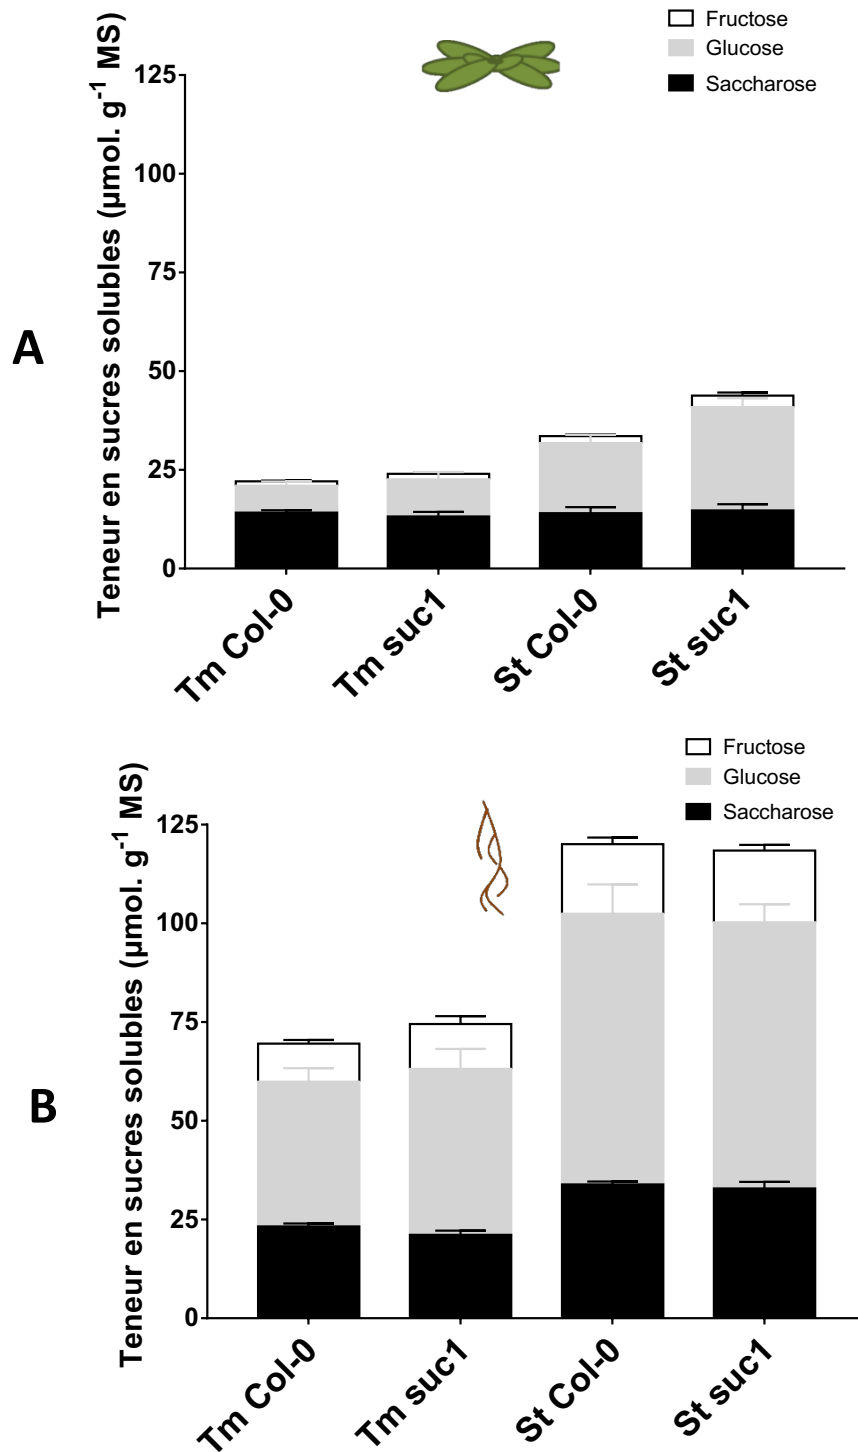 Fructose
Glucose
Saccharose
Teneur en sucres solubles (µmol. g⁻¹ MS)
125
100
75
50
25
0
A
Tm Col-0
Tm suc1
St Col-0
St suc1
Fructose
Glucose
Saccharose
Teneur en sucres solubles (µmol. g⁻¹ MS)
125
100
75
50
25
0
B
Tm Col-0
Tm suc1
St Col-0
St suc1